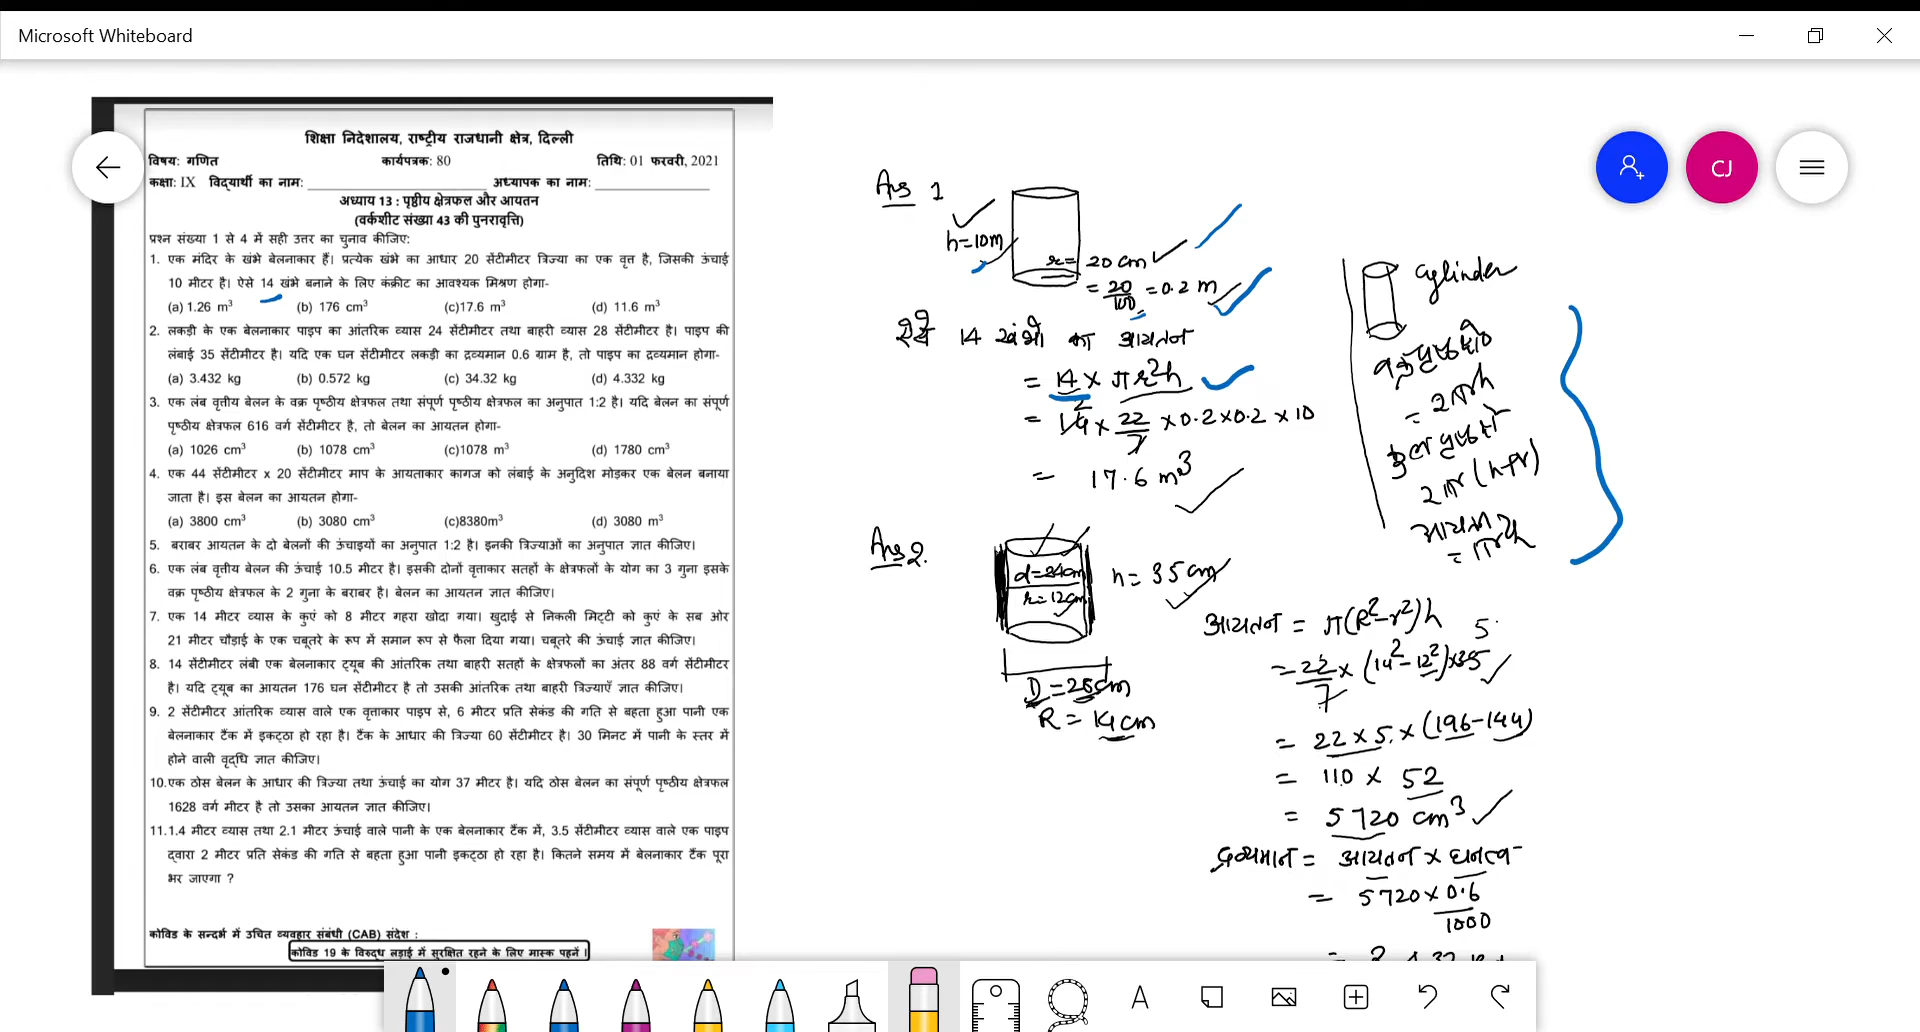 Microsoft Whiteboard
शिक्षा निदेशालय, राष्ट्रीय राजधानी क्षेत्र, दिल्ली
विषय: गणित कार्यपत्रक: 80 तिथि: 01 फरवरी, 2021
कक्षा: IX विद्यार्थी का नाम: ____________ अध्यापक का नाम: ____________
अध्याय 13 : पृष्ठीय क्षेत्रफल और आयतन
(वर्कशीट संख्या 43 की पुनरावृत्ति)
प्रश्न संख्या 1 से 4 में सही उत्तर का चुनाव कीजिए:
1. एक मंदिर के खंभे बेलनाकार हैं। प्रत्येक खंभे का आधार 20 सेंटीमीटर त्रिज्या का एक वृत्त है, जिसकी ऊंचाई
10 मीटर है। ऐसे 14 खंभे बनाने के लिए कंक्रीट का आवश्यक मिश्रण होगा-
(a) 1.26 m³ (b) 176 cm³ (c)17.6 m³ (d) 11.6 m³
2. लकड़ी के एक बेलनाकार पाइप का आंतरिक व्यास 24 सेंटीमीटर तथा बाहरी व्यास 28 सेंटीमीटर है। पाइप की
लंबाई 35 सेंटीमीटर है। यदि एक घन सेंटीमीटर लकड़ी का द्रव्यमान 0.6 ग्राम है, तो पाइप का द्रव्यमान होगा-
(a) 3.432 kg (b) 0.572 kg (c) 34.32 kg (d) 4.332 kg
3. एक लंब वृत्तीय बेलन के वक्र पृष्ठीय क्षेत्रफल तथा संपूर्ण पृष्ठीय क्षेत्रफल का अनुपात 1:2 है। यदि बेलन का संपूर्ण
पृष्ठीय क्षेत्रफल 616 वर्ग सेंटीमीटर है, तो बेलन का आयतन होगा-
(a) 1026 cm³ (b) 1078 cm³ (c)1078 m³ (d) 1780 cm³
4. एक 44 सेंटीमीटर x 20 सेंटीमीटर माप के आयताकार कागज को लंबाई के अनुदिश मोड़कर एक बेलन बनाया
जाता है। इस बेलन का आयतन होगा-
(a) 3800 cm³ (b) 3080 cm³ (c)8380m³ (d) 3080 m³
5. बराबर आयतन के दो बेलनों की ऊंचाइयों का अनुपात 1:2 है। इनकी त्रिज्याओं का अनुपात ज्ञात कीजिए।
6. एक लंब वृत्तीय बेलन की ऊंचाई 10.5 मीटर है। इसकी दोनों वृत्ताकार सतहों के क्षेत्रफलों के योग का 3 गुना इसके
वक्र पृष्ठीय क्षेत्रफल के 2 गुना के बराबर है। बेलन का आयतन ज्ञात कीजिए।
7. एक 14 मीटर व्यास के कुएं को 8 मीटर गहरा खोदा गया। खुदाई से निकली मिट्टी को कुएं के सब ओर
21 मीटर चौड़ाई के एक चबूतरे के रूप में समान रूप से फैला दिया गया। चबूतरे की ऊंचाई ज्ञात कीजिए।
8. 14 सेंटीमीटर लंबी एक बेलनाकार ट्यूब की आंतरिक तथा बाहरी सतहों के क्षेत्रफलों का अंतर 88 वर्ग सेंटीमीटर
है। यदि ट्यूब का आयतन 176 घन सेंटीमीटर है तो उसकी आंतरिक तथा बाहरी त्रिज्याएँ ज्ञात कीजिए।
9. 2 सेंटीमीटर आंतरिक व्यास वाले एक वृत्ताकार पाइप से, 6 मीटर प्रति सेकंड की गति से बहता हुआ पानी एक
बेलनाकार टैंक में इकट्ठा हो रहा है। टैंक के आधार की त्रिज्या 60 सेंटीमीटर है। 30 मिनट में पानी के स्तर में
होने वाली वृद्धि ज्ञात कीजिए।
10.एक ठोस बेलन के आधार की त्रिज्या तथा ऊंचाई का योग 37 मीटर है। यदि ठोस बेलन का संपूर्ण पृष्ठीय क्षेत्रफल
1628 वर्ग मीटर है तो उसका आयतन ज्ञात कीजिए।
11.1.4 मीटर व्यास तथा 2.1 मीटर ऊंचाई वाले पानी के एक बेलनाकार टैंक में, 3.5 सेंटीमीटर व्यास वाले एक पाइप
द्वारा 2 मीटर प्रति सेकंड की गति से बहता हुआ पानी इकट्ठा हो रहा है। कितने समय में बेलनाकार टैंक पूरा
भर जाएगा ?
कोविड के सन्दर्भ में उचित व्यवहार संबंधी (CAB) संदेश :
कोविड 19 के विरुद्ध लड़ाई में सुरक्षित रहने के लिए मास्क पहनें ।
Ans 1
h=10m
r= 20 cm
= 20/100 = 0.2 m
ऐसे 14 खंभो का आयतन
= 14 × πr²h
= 14 × 22/7 × 0.2 × 0.2 × 10
2
= 17.6 m³
Ans 2.
d=24cm
r=12cm
h= 35cm
D=28cm
R = 14cm
आयतन = π(R²-r²)h
5
= 22/7 × (14²-12²)×35
= 22×5×(196-144)
= 110 × 52
= 5720 cm³
द्रव्यमान = आयतन × घनत्व
= 5720×0.6/1000
cylinder
= 2πrh
2πr(h+r)
आयतन
= πr²h
CJ
A